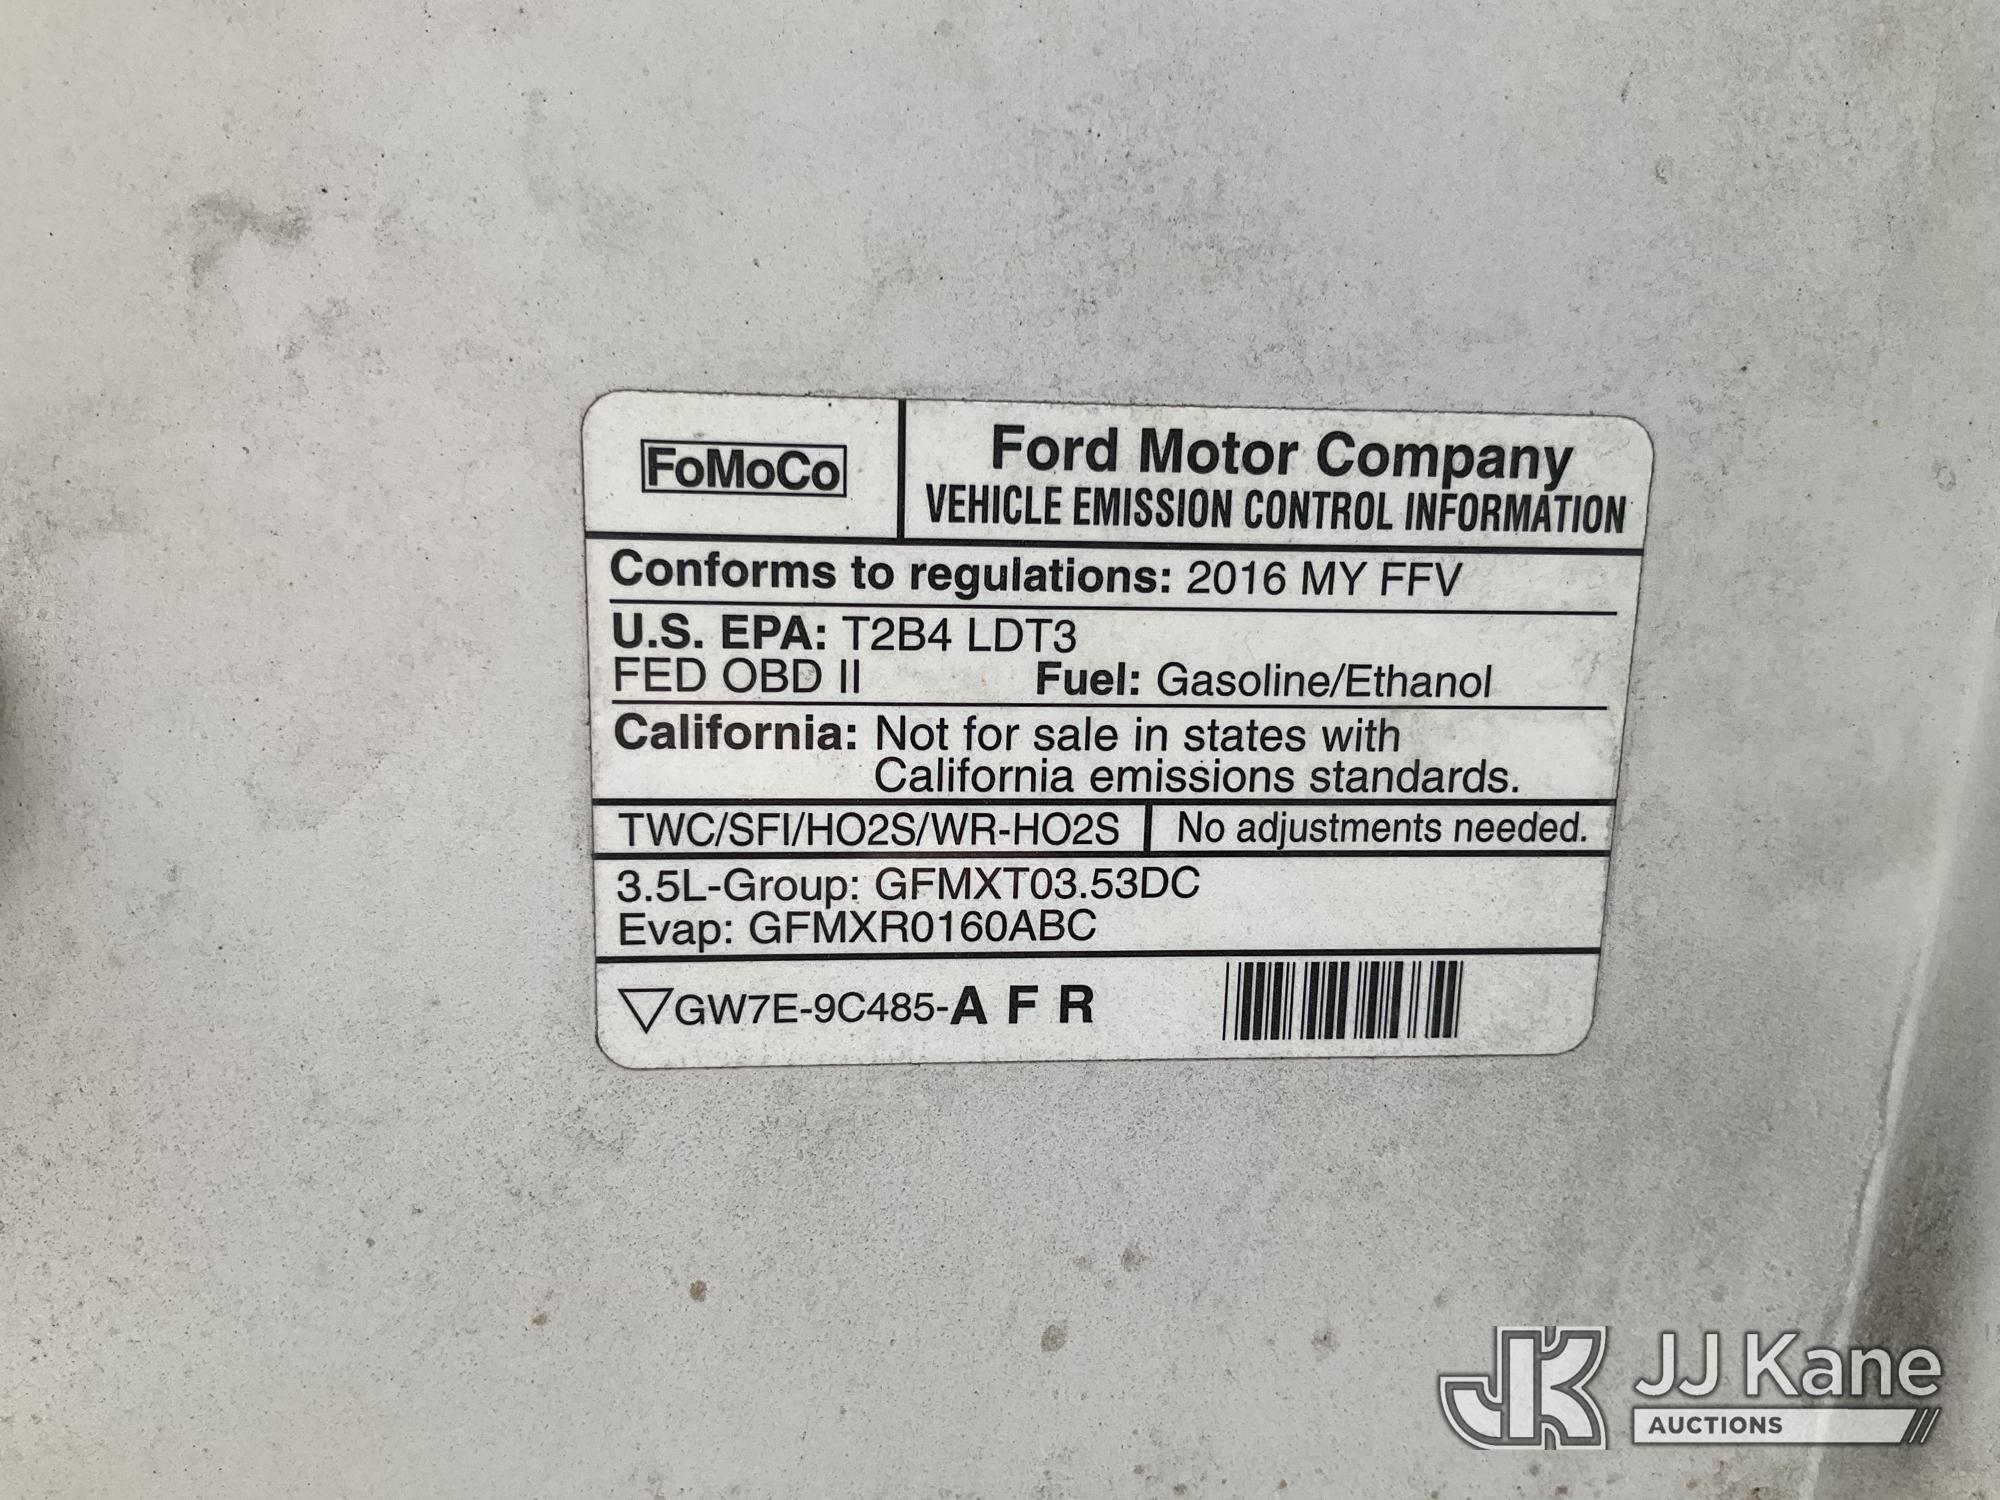 FoMoCo
Ford Motor Company
VEHICLE EMISSION CONTROL INFORMATION
Conforms to regulations: 2016 MY FFV
U.S. EPA: T2B4 LDT3
FED OBD II Fuel: Gasoline/Ethanol
California: Not for sale in states with
California emissions standards.
TWC/SFI/HO2S/WR-HO2S No adjustments needed.
3.5L-Group: GFMXT03.53DC
Evap: GFMXR0160ABC
GW7E-9C485-A F R
JK JJ Kane
AUCTIONS